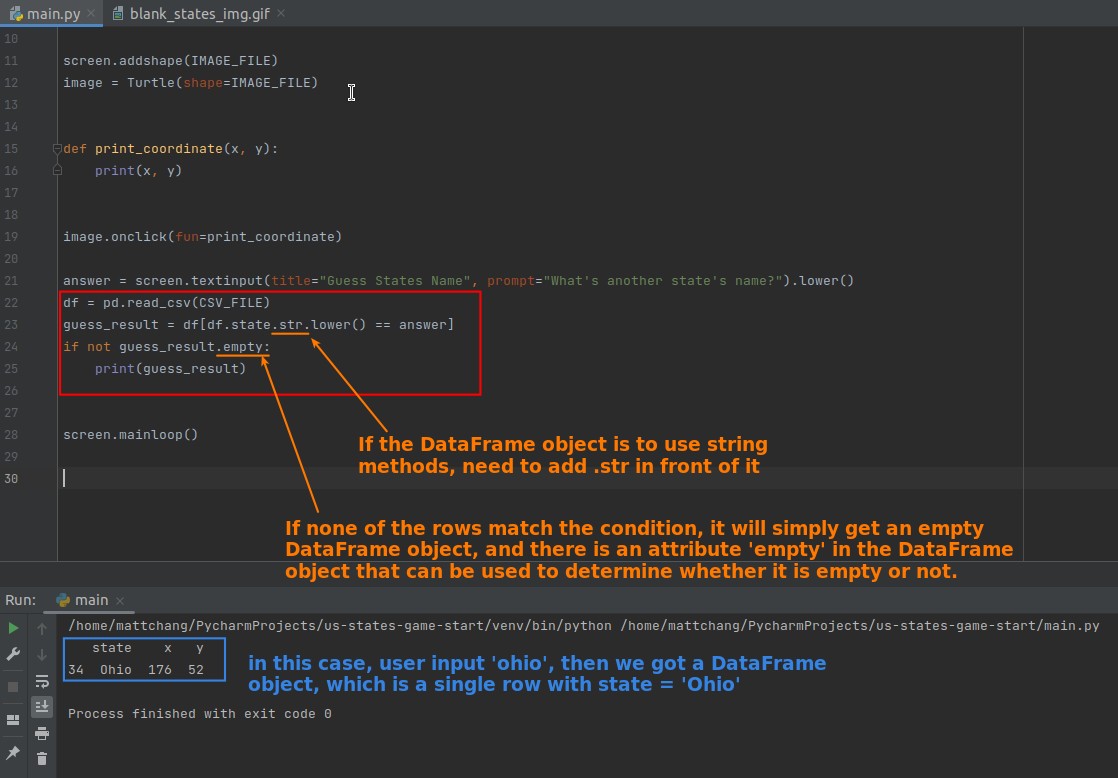 main.py
blank_states_img.gif
10
11 screen.addshape(IMAGE_FILE)
12 image = Turtle(shape=IMAGE_FILE)
13
14
15 def print_coordinate(x, y):
16     print(x, y)
17
18
19 image.onclick(fun=print_coordinate)
20
21 answer = screen.textinput(title="Guess States Name", prompt="What's another state's name?").lower()
22 df = pd.read_csv(CSV_FILE)
23 guess_result = df[df.state.str.lower() == answer]
24 if not guess_result.empty:
25     print(guess_result)
26
27
28 screen.mainloop()
29
30
If the DataFrame object is to use string
methods, need to add .str in front of it
If none of the rows match the condition, it will simply get an empty
DataFrame object, and there is an attribute 'empty' in the DataFrame
object that can be used to determine whether it is empty or not.
Run: main
/home/mattchang/PycharmProjects/us-states-game-start/venv/bin/python /home/mattchang/PycharmProjects/us-states-game-start/main.py
state x y
34 Ohio 176 52
in this case, user input 'ohio', then we got a DataFrame
object, which is a single row with state = 'Ohio'
Process finished with exit code 0